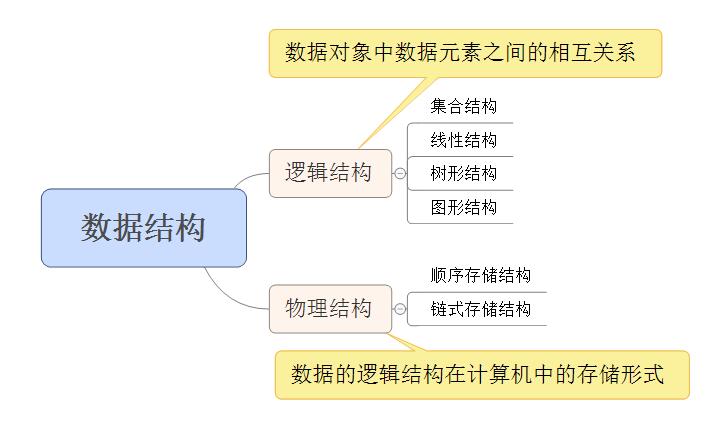 数据对象中数据元素之间的相互关系
集合结构
线性结构
逻辑结构
树形结构
图形结构
数据结构
顺序存储结构
物理结构
链式存储结构
数据的逻辑结构在计算机中的存储形式